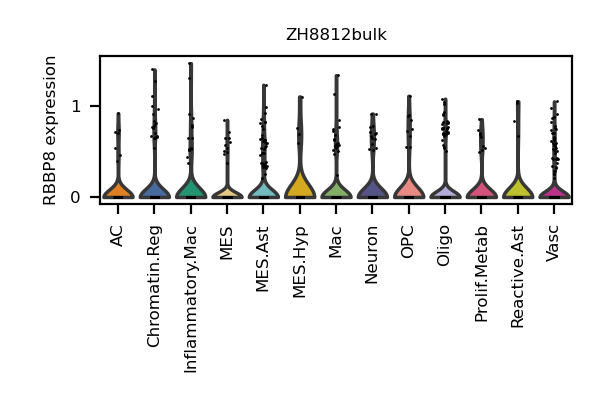 ZH8812bulk
RBBP8 expression
1
0
AC
Chromatin.Reg
Inflammatory.Mac
MES
MES.Ast
MES.Hyp
Mac
Neuron
OPC
Oligo
Prolif.Metab
Reactive.Ast
Vasc